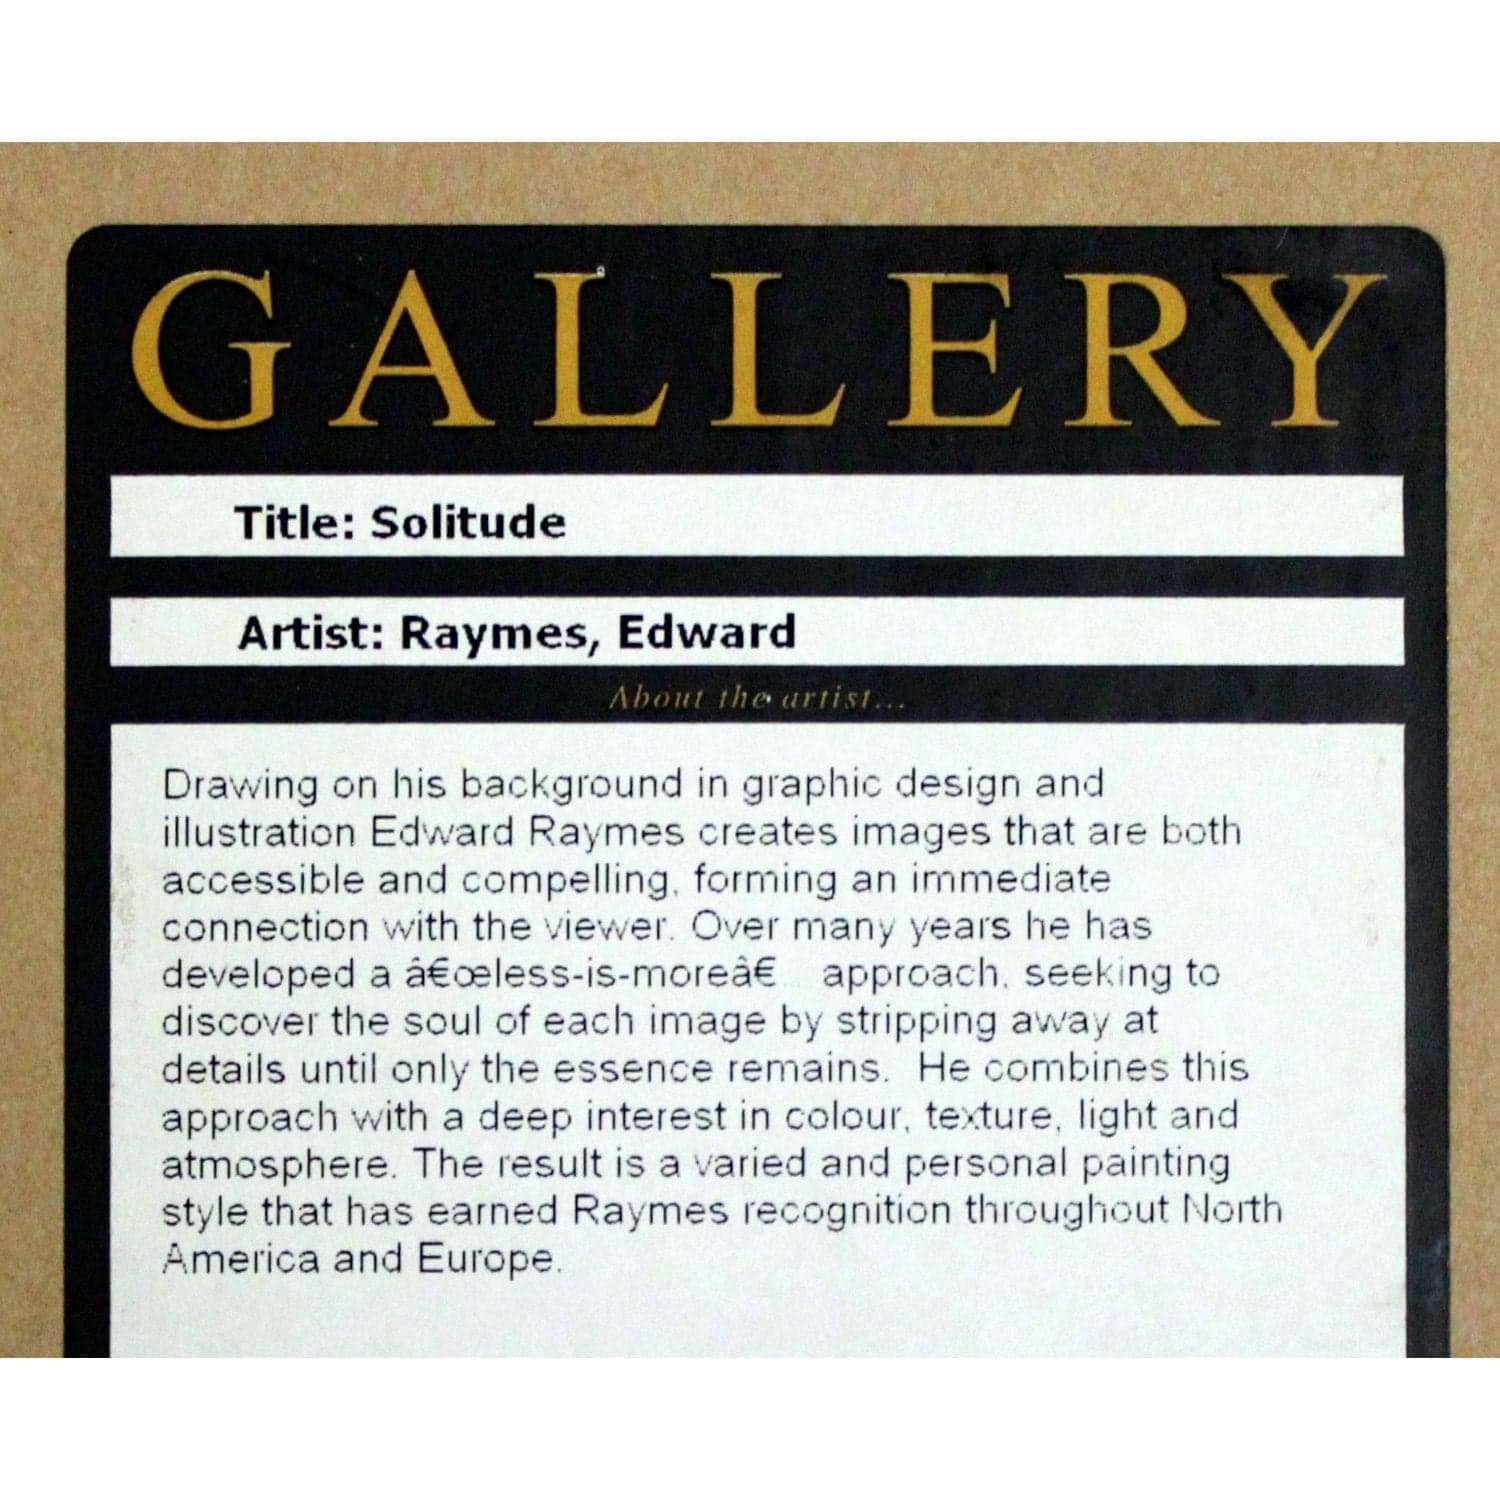 GALLERY
Title: Solitude
Artist: Raymes, Edward
About the artist...
Drawing on his background in graphic design and
illustration Edward Raymes creates images that are both
accessible and compelling, forming an immediate
connection with the viewer. Over many years he has
developed a â€œless-is-moreâ€ approach, seeking to
discover the soul of each image by stripping away at
details until only the essence remains. He combines this
approach with a deep interest in colour, texture, light and
atmosphere. The result is a varied and personal painting
style that has earned Raymes recognition throughout North
America and Europe.